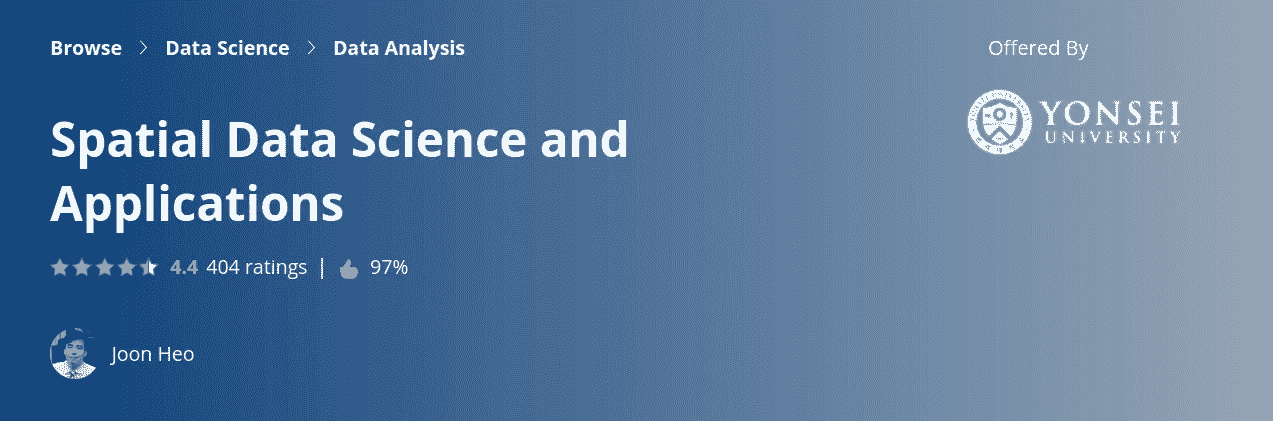 Browse > Data Science > Data Analysis
Offered By
YONSEI
UNIVERSITY
Spatial Data Science and
Applications
4.4 404 ratings | 97%
Joon Heo